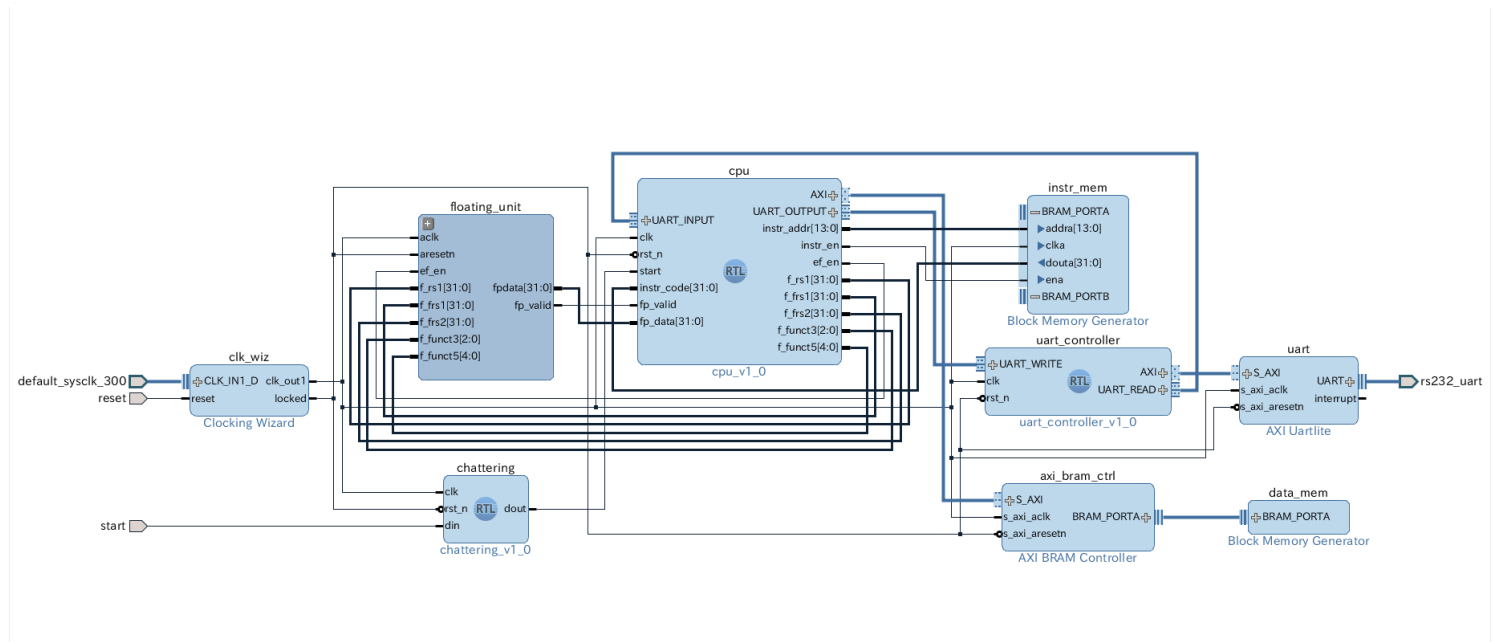 cpu
AXI
UART_OUTPUT
UART_INPUT
instr_addr[13:0]
clk
instr_en
rst_n
ef_en
start
RTL
f_rs1[31:0]
instr_code[31:0]
f_frs1[31:0]
fp_valid
f_frs2[31:0]
fp_data[31:0]
f_funct3[2:0]
f_funct5[4:0]
cpu_v1_0
instr_mem
BRAM_PORTA
addra[13:0]
clka
douta[31:0]
ena
BRAM_PORTB
Block Memory Generator
floating_unit
aclk
aresetn
ef_en
f_rs1[31:0]
fpdata[31:0]
f_frs1[31:0]
fp_valid
f_frs2[31:0]
f_funct3[2:0]
f_funct5[4:0]
uart_controller
UART_WRITE
AXI
clk
RTL
UART_READ
rst_n
uart_controller_v1_0
uart
S_AXI
UART
s_axi_aclk
interrupt
s_axi_aresetn
AXI Uartlite
rs232_uart
clk_wiz
default_sysclk_300
CLK_IN1_D
clk_out1
reset
reset
locked
Clocking Wizard
chattering
clk
rst_n
RTL
dout
start
din
chattering_v1_0
axi_bram_ctrl
S_AXI
s_axi_aclk
BRAM_PORTA
s_axi_aresetn
AXI BRAM Controller
data_mem
BRAM_PORTA
Block Memory Generator